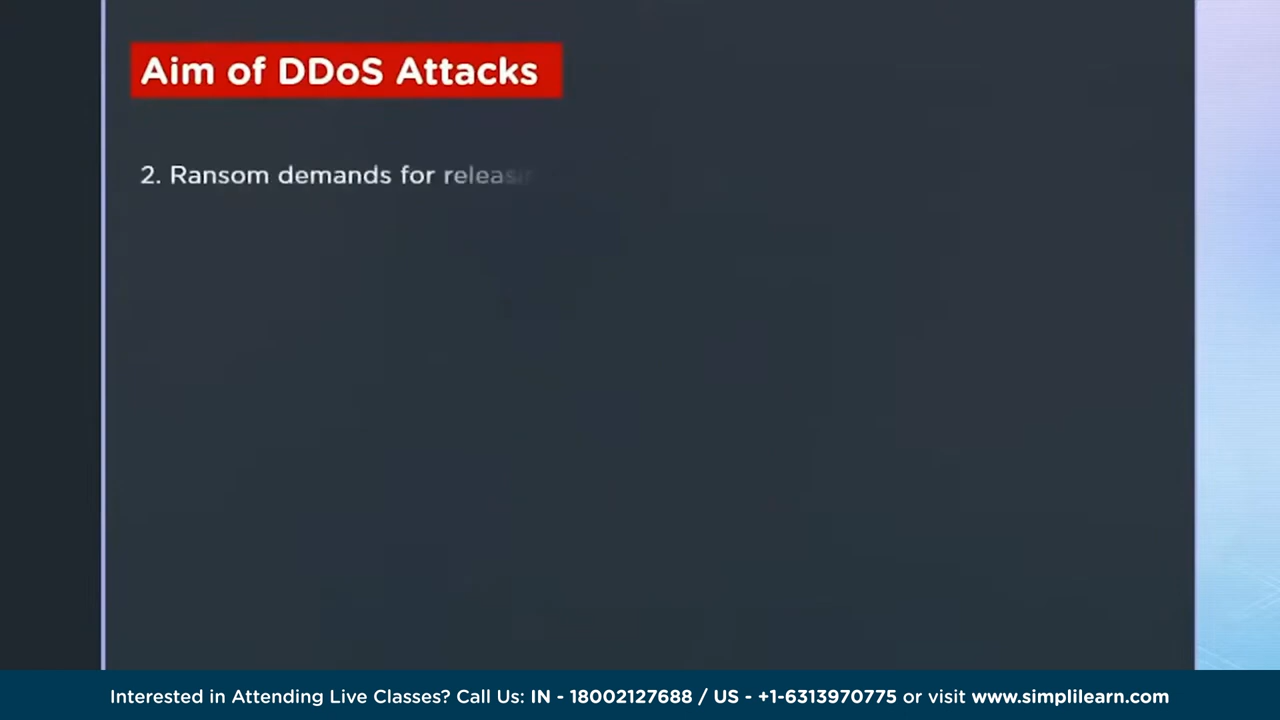 Aim of DDoS Attacks
2. Ransom demands for
Interested in Attending Live Classes? Call Us: IN - 18002127688 / US - +1-6313970775 or visit www.simplilearn.com